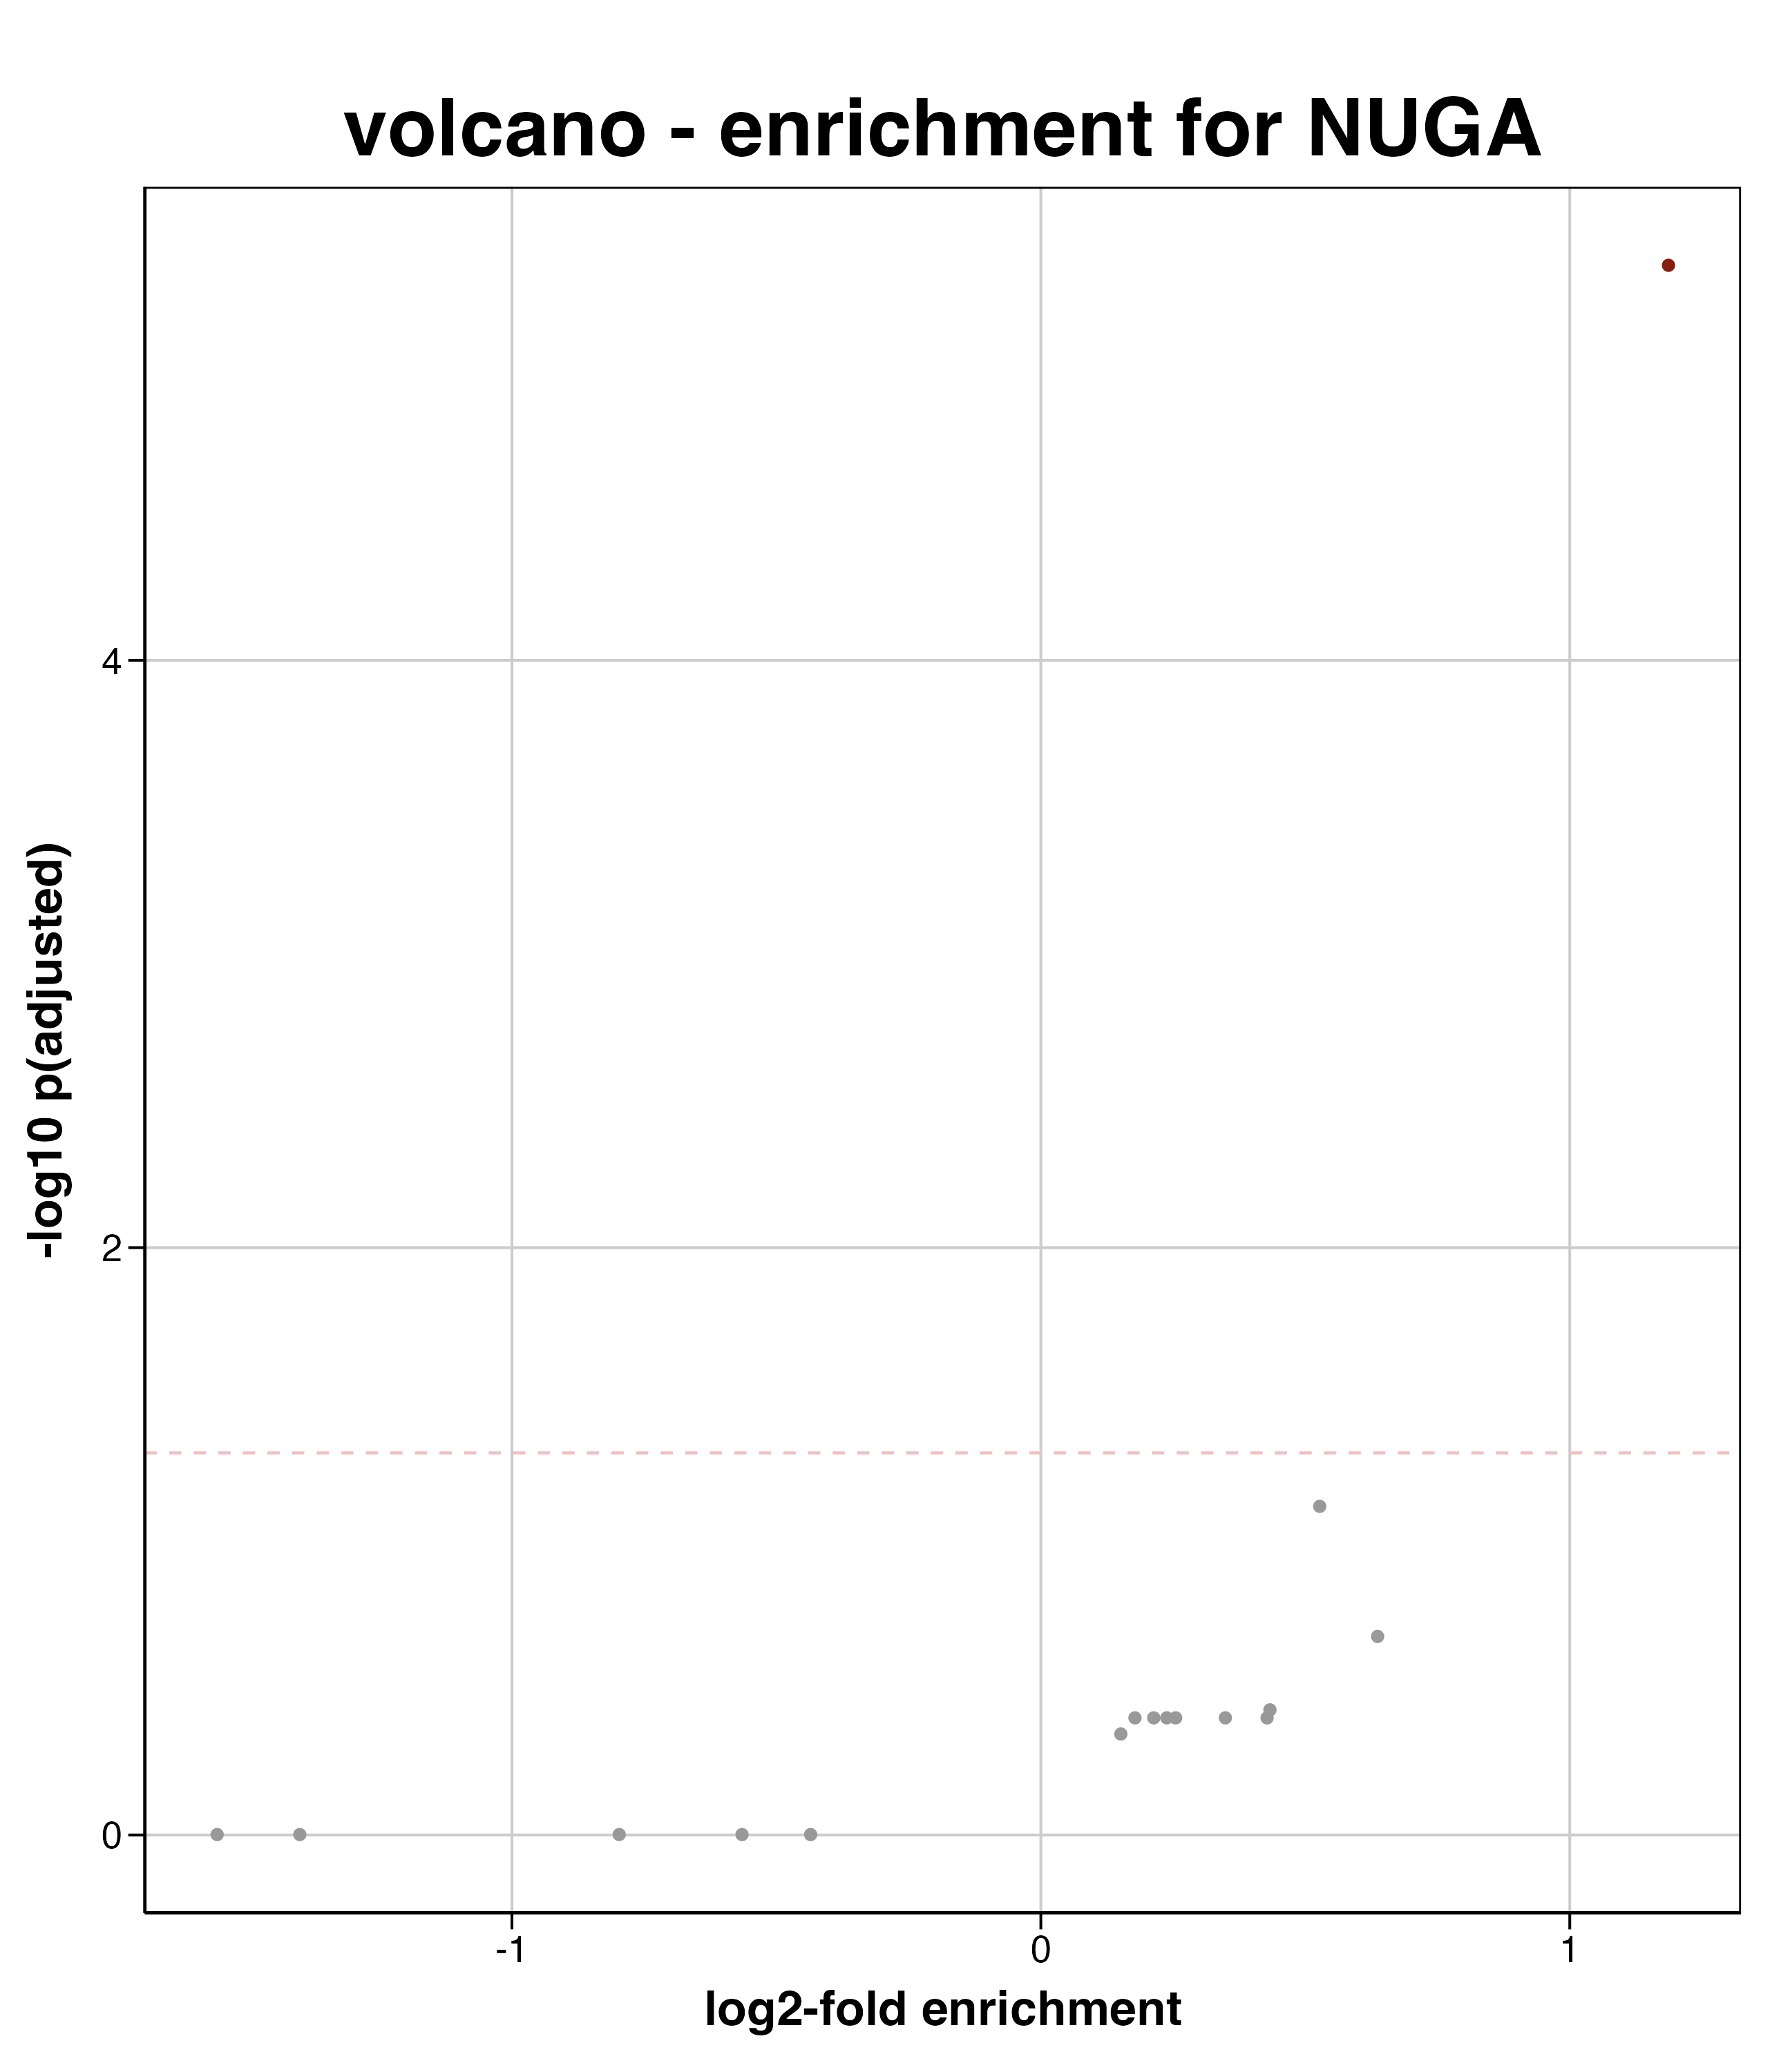 volcano - enrichment for NUGA
-log10 p(adjusted)
4
2
0
-1
0
1
log2-fold enrichment